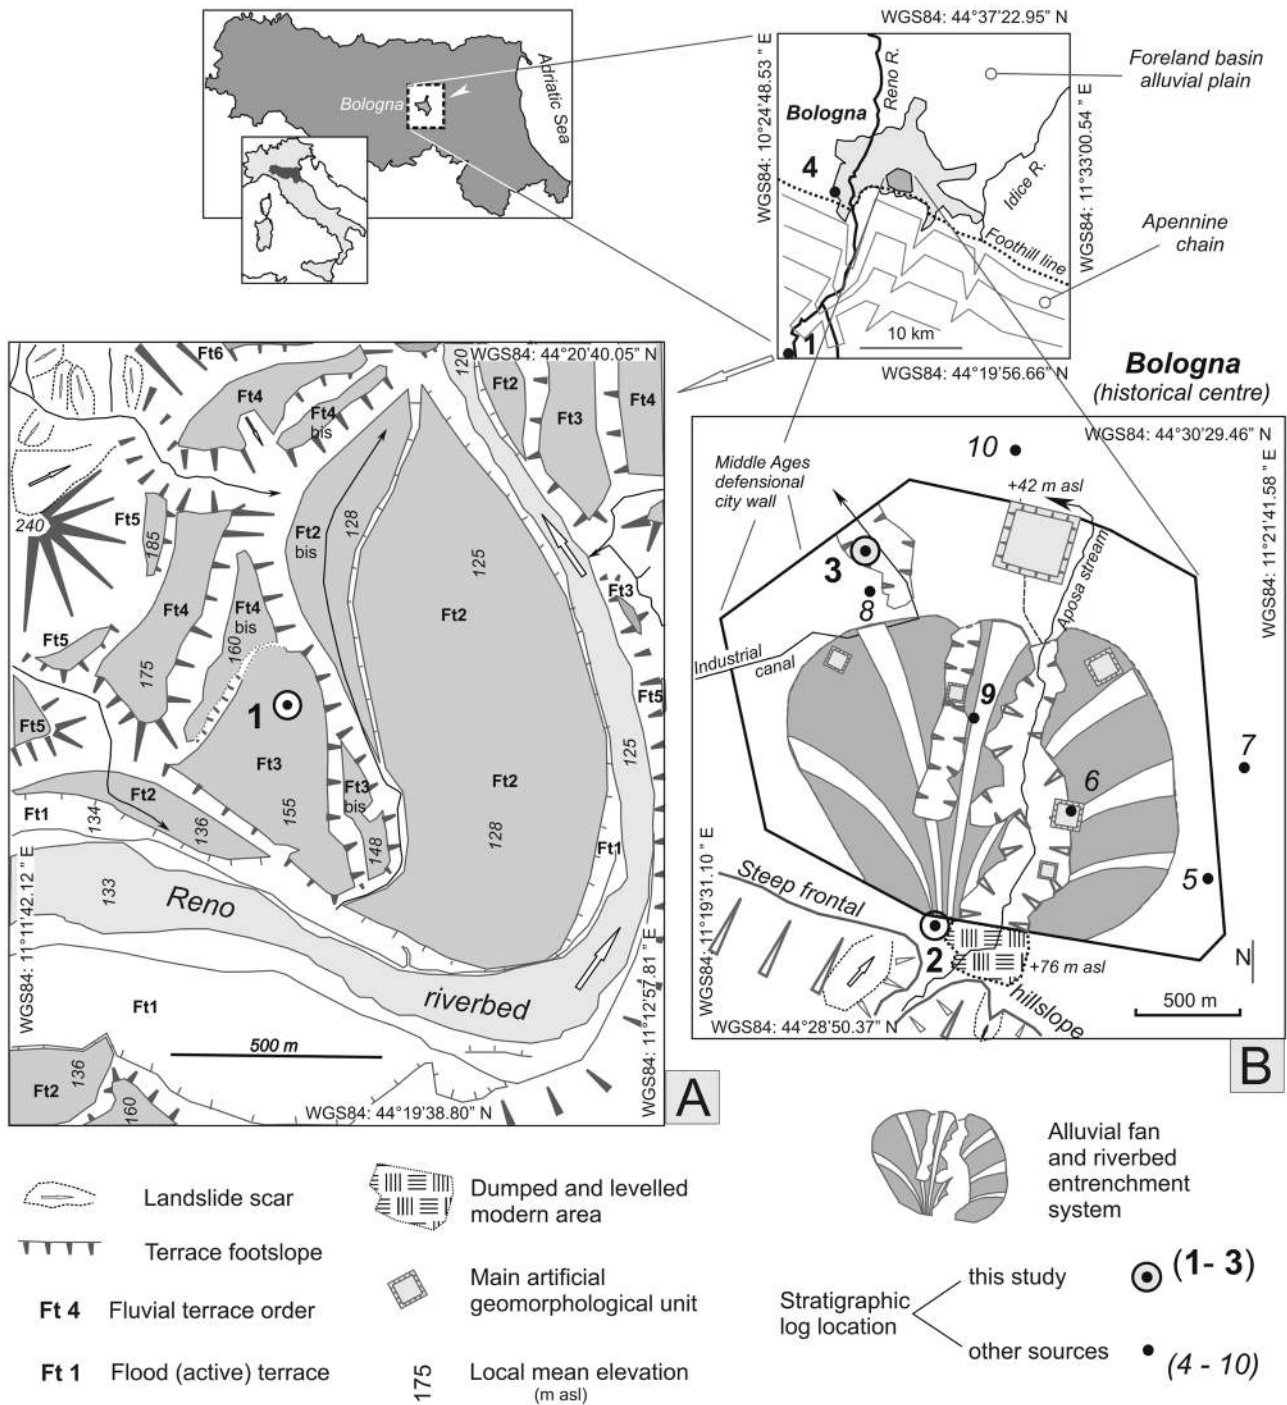 WGS84: 44°37'22.95" N
Adriatic Sea
Bologna
WGS84: 10°24'48.53 " E
Reno R.
Foreland basin
alluvial plain
Bologna
4
Idice R.
WGS84: 11°33'00.54 " E
Apennine
chain
Foothill line
10 km
1
WGS84: 44°19'56.66" N
Ft6
120
WGS84: 44°20'40.05" N
Ft2
Ft4
Ft4
bis
Ft3
Ft4
240
Ft5
185
Ft2
bis
128
125
Ft4
Ft4
bis
Ft2
Ft3
Ft5
160
175
Ft5
1
Ft5
125
Ft3
Ft3
bis
Ft2
Ft2
Ft1
134
136
155
148
128
Ft1
WGS84: 11°11'42.12 " E
133
Reno
riverbed
Ft1
WGS84: 11°12'57.81 " E
500 m
136
Ft2
160
WGS84: 44°19'38.80" N
A
Bologna
(historical centre)
10
WGS84: 44°30'29.46" N
Middle Ages
defensional
city wall
+42 m asl
WGS84: 11°21'41.58 " E
3
8
Aposa stream
Industrial
canal
9
7
6
5
WGS84: 11°19'31.10 " E
Steep frontal
2
+76 m asl
hillslope
N
500 m
WGS84: 44°28'50.37" N
B
Landslide scar
Terrace footslope
Ft 4 Fluvial terrace order
Ft 1 Flood (active) terrace
Dumped and levelled
modern area
Main artificial
geomorphological unit
175
Local mean elevation
(m asl)
Alluvial fan
and riverbed
entrenchment
system
Stratigraphic
log location
this study
(1- 3)
other sources
(4 - 10)